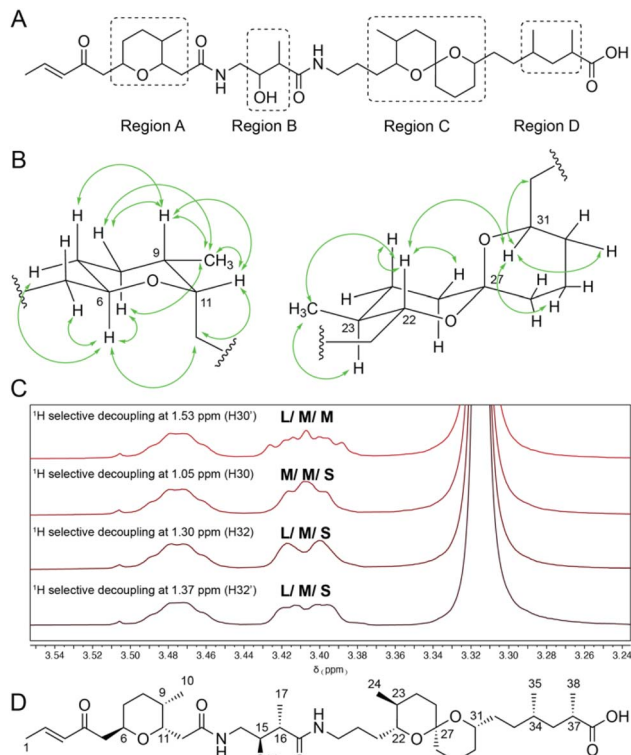 A
O
O
O
N
H
OH
O
H
N
O
O
O
OH
Region A
Region B
Region C
Region D
B
H
H
H
H
9
CH3
6
O
11
H
H
H
H
31
O
H
H
H
H
H
H
27
H
H
CH3
23
22
O
H
H
H
C
1H selective decoupling at 1.53 ppm (H30')
L/ M/ M
1H selective decoupling at 1.05 ppm (H30)
M/ M/ S
1H selective decoupling at 1.30 ppm (H32)
L/ M/ S
1H selective decoupling at 1.37 ppm (H32')
L/ M/ S
3.54 3.52 3.50 3.48 3.46 3.44 3.42 3.40 3.38 3.36 3.34 3.32 3.30 3.28 3.26 3.24
δ (ppm)
D
1
O
6
O
9
10
11
O
N
H
15
16
17
H
N
22
23
24
O
27
O
31
34
35
37
38
O
OH